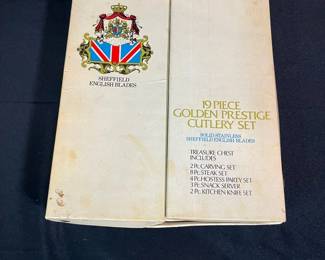 SHEFFIELD
ENGLISH BLADES
19 PIECE
GOLDEN PRESTIGE
CUTLERY SET
SOLID STAINLESS
SHEFFIELD ENGLISH BLADES
TREASURE CHEST
INCLUDES
2 Pc. CARVING SET
8 Pc. STEAK SET
4 Pc. HOSTESS PARTY SET
3 Pc. SNACK SERVER
2 Pc. KITCHEN KNIFE SET